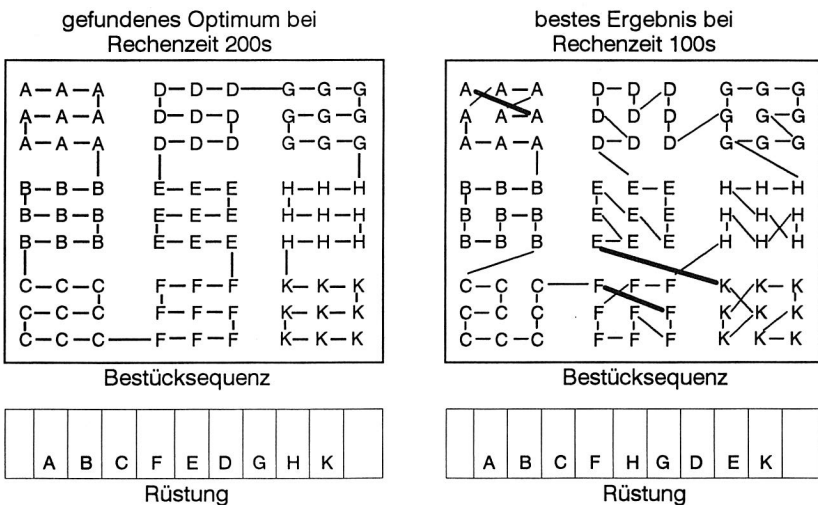 gefundenes Optimum bei
Rechenzeit 200s
A A A D D D G G G
A A A D D D G G G
A A A D D D G G G
B B B E E E H H H
B B B E E E H H H
B B B E E E H H H
C C C F F F K K K
C C C F F F K K K
C C C F F F K K K
Bestücksequenz
A B C F E D G H K
Rüstung
bestes Ergebnis bei
Rechenzeit 100s
A A A D D D G G G
A A A D D D G G G
A A A D D D G G G
B B B E E E H H H
B B B E E E H H H
B B B E E E H H H
C C C F F F K K K
C C C F F F K K K
C C C F F F K K K
Bestücksequenz
A B C F H G D E K
Rüstung